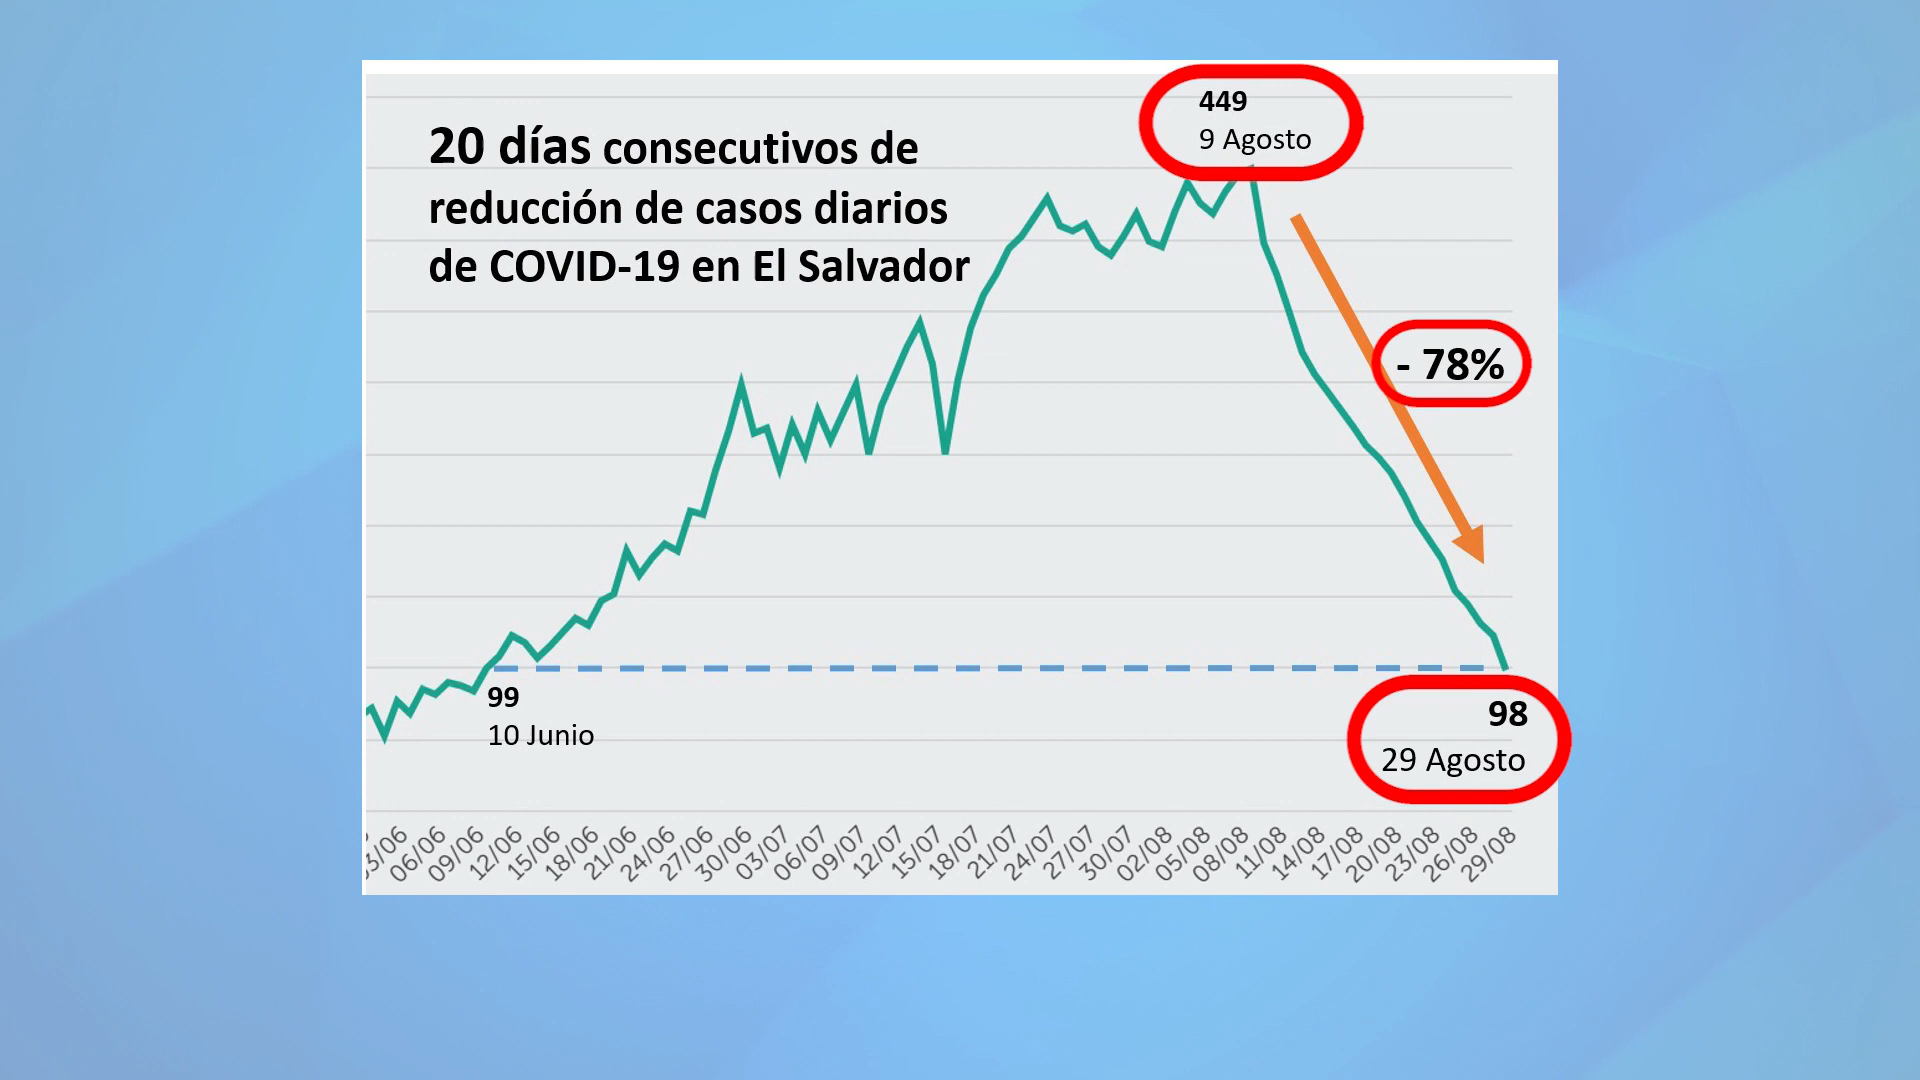 449
9 Agosto
20 días consecutivos de
reducción de casos diarios
de COVID-19 en El Salvador
- 78%
99
10 Junio
98
29 Agosto
3/06 06/06 09/06 12/06 15/06 18/06 21/06 24/06 27/06 30/06 03/07 06/07 09/07 12/07 15/07 18/07 21/07 24/07 27/07 30/07 02/08 05/08 08/08 11/08 14/08 17/08 20/08 23/08 26/08 29/08